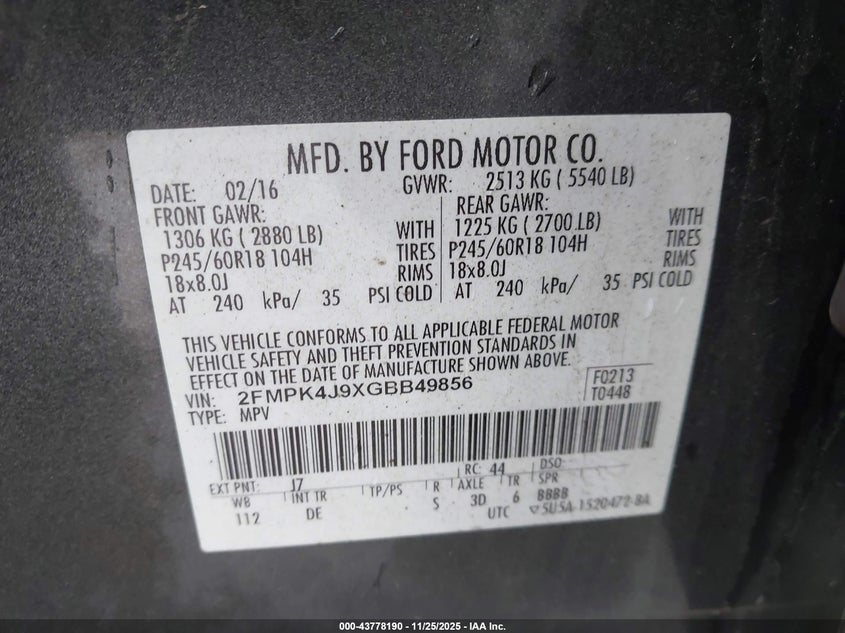 MFD. BY FORD MOTOR CO.
DATE: 02/16 GVWR: 2513 KG ( 5540 LB)
FRONT GAWR: REAR GAWR:
1306 KG ( 2880 LB) WITH 1225 KG ( 2700 LB) WITH
P245/60R18 104H TIRES P245/60R18 104H TIRES
18x8.0J RIMS 18x8.0J RIMS
AT 240 kPa/ 35 PSI COLD AT 240 kPa/ 35 PSI COLD
THIS VEHICLE CONFORMS TO ALL APPLICABLE FEDERAL MOTOR
VEHICLE SAFETY AND THEFT PREVENTION STANDARDS IN
EFFECT ON THE DATE OF MANUFACTURE SHOWN ABOVE.
VIN: 2FMPK4J9XGBB49856 F0213
TYPE: MPV T0448
EXT PNT: J7 RC: 44 DSO:
WB INT TR TP/PS R AXLE TR SPR
112 DE S 3D 6 BBBB
UTC ▽5U5A-1520472-BA
000-43778190 - 11/25/2025 - IAA Inc.